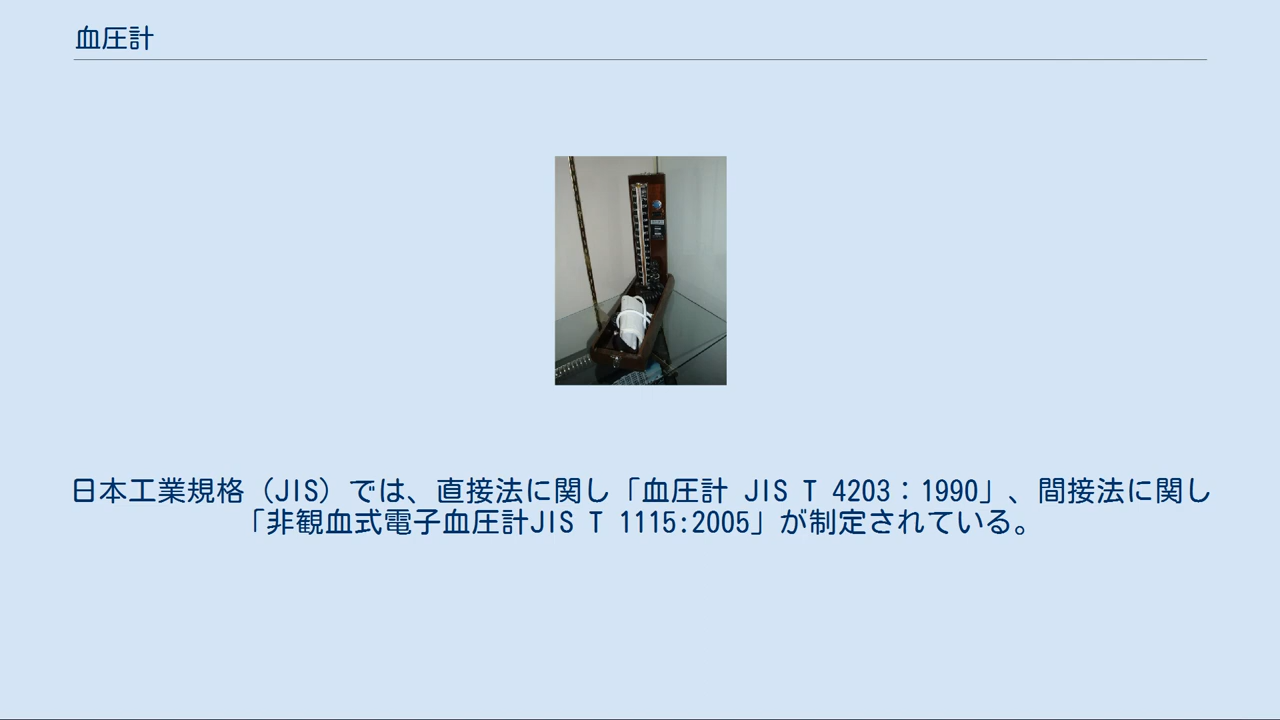 血圧計
日本工業規格（JIS）では、直接法に関し「血圧計 JIS T 4203：1990」、間接法に関し
「非観血式電子血圧計JIS T 1115:2005」が制定されている。